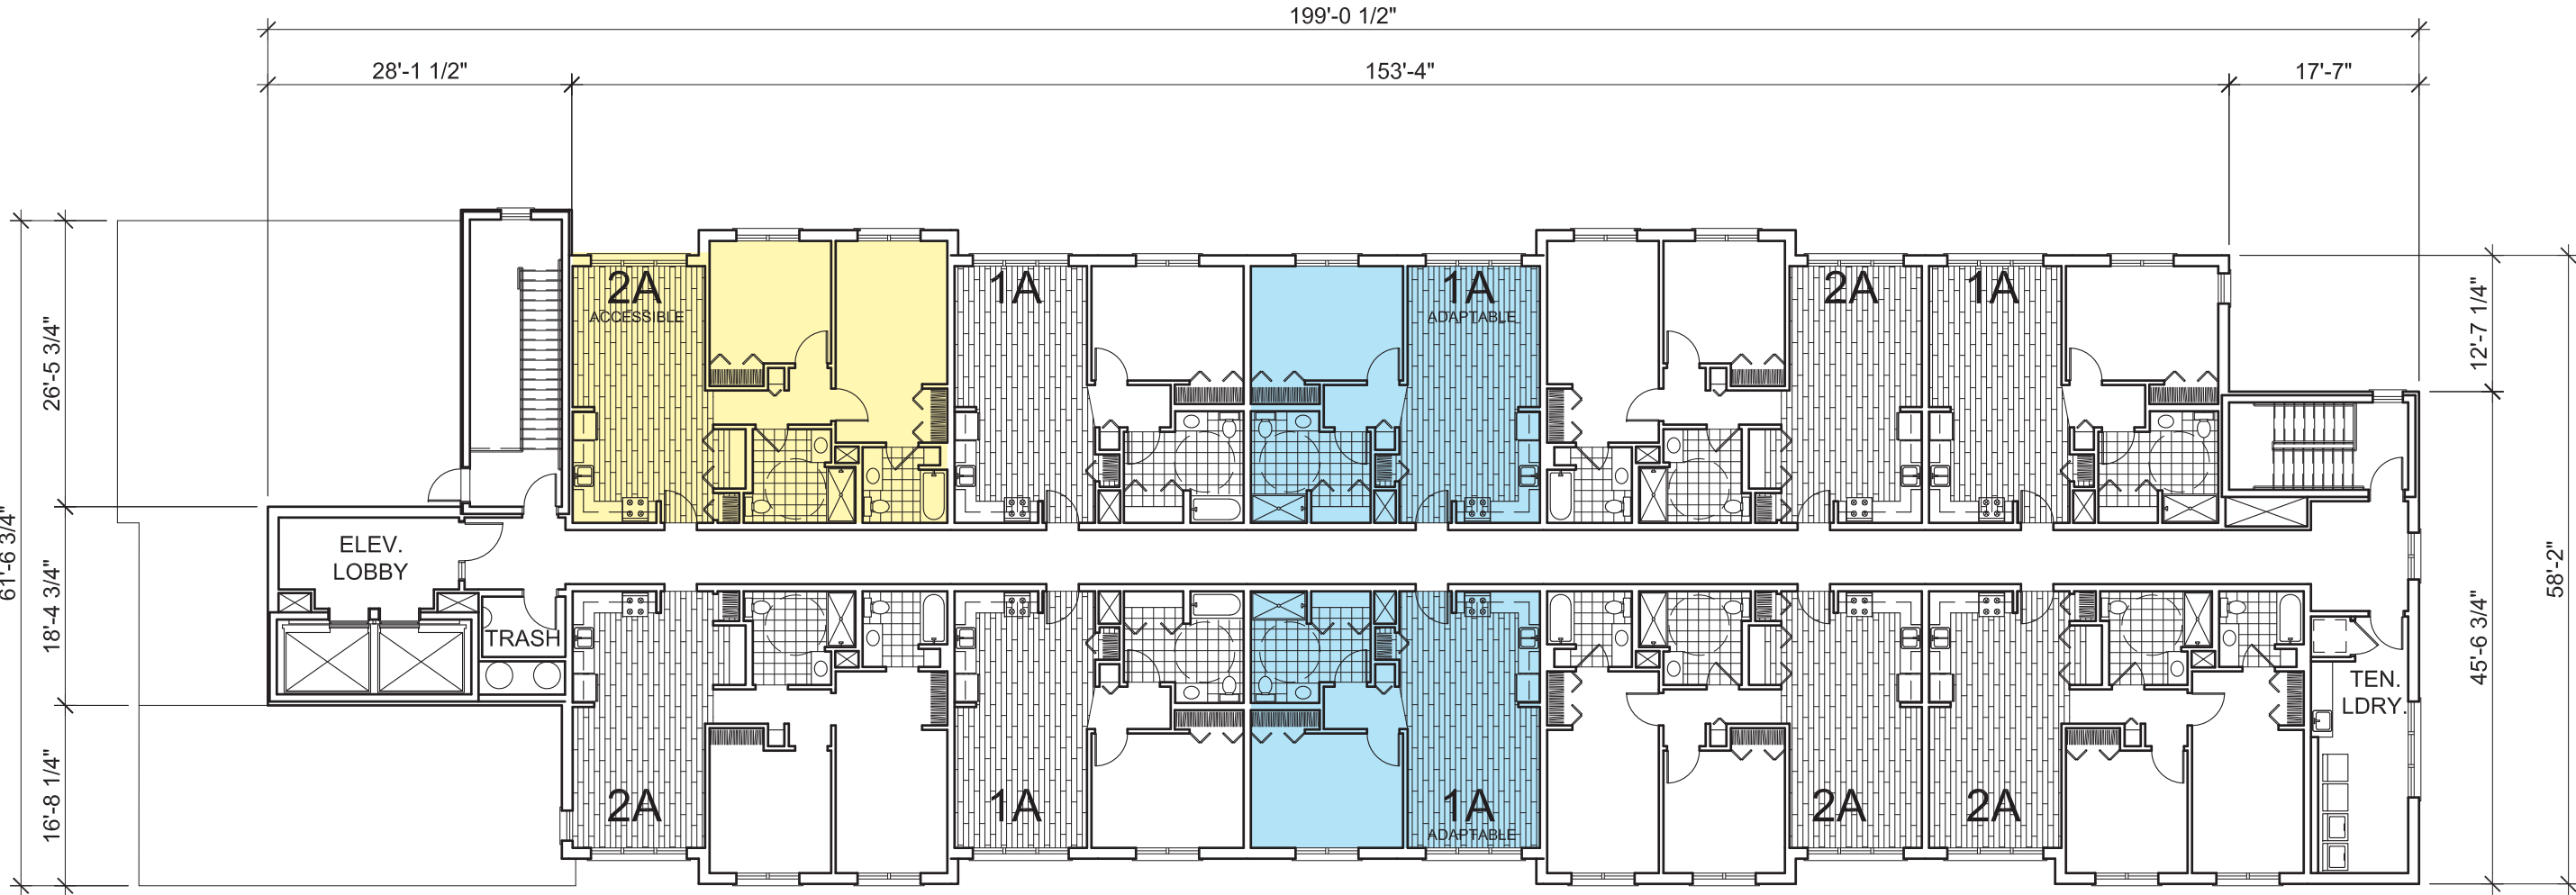 199'-0 1/2"
28'-1 1/2"
153'-4"
17'-7"
2A
ACCESSIBLE
1A
1A
ADAPTABLE
2A
1A
26'-5 3/4"
12'-7 1/4"
61'-6 3/4"
18'-4 3/4"
ELEV.
LOBBY
TRASH
58'-2"
45'-6 3/4"
TEN.
LDRY.
16'-8 1/4"
2A
1A
1A
ADAPTABLE
2A
2A